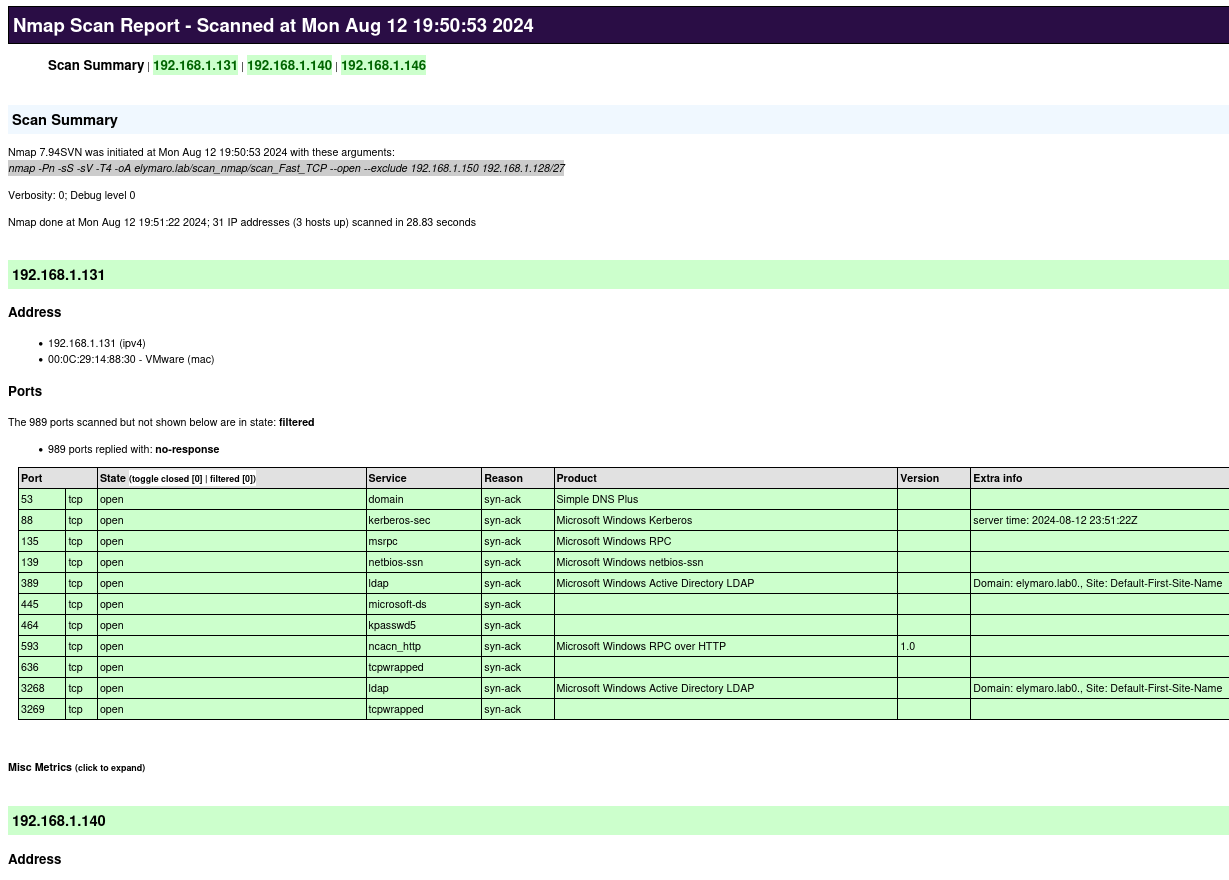 Nmap Scan Report - Scanned at Mon Aug 12 19:50:53 2024
Scan Summary | 192.168.1.131 | 192.168.1.140 | 192.168.1.146
Scan Summary
Nmap 7.94SVN was initiated at Mon Aug 12 19:50:53 2024 with these arguments:
nmap -Pn -sS -sV -T4 -oA elymaro.lab/scan_nmap/scan_Fast_TCP --open --exclude 192.168.1.150 192.168.1.128/27
Verbosity: 0; Debug level 0
Nmap done at Mon Aug 12 19:51:22 2024; 31 IP addresses (3 hosts up) scanned in 28.83 seconds
192.168.1.131
Address
• 192.168.1.131 (ipv4)
• 00:0C:29:14:88:30 - VMware (mac)
Ports
The 989 ports scanned but not shown below are in state: filtered
• 989 ports replied with: no-response
Port State (toggle closed [0] | filtered [0]) Service Reason Product Version Extra info
53 tcp open domain syn-ack Simple DNS Plus
88 tcp open kerberos-sec syn-ack Microsoft Windows Kerberos server time: 2024-08-12 23:51:22Z
135 tcp open msrpc syn-ack Microsoft Windows RPC
139 tcp open netbios-ssn syn-ack Microsoft Windows netbios-ssn
389 tcp open ldap syn-ack Microsoft Windows Active Directory LDAP Domain: elymaro.lab0., Site: Default-First-Site-Name
445 tcp open microsoft-ds syn-ack
464 tcp open kpasswd5 syn-ack
593 tcp open ncacn_http syn-ack Microsoft Windows RPC over HTTP 1.0
636 tcp open tcpwrapped syn-ack
3268 tcp open ldap syn-ack Microsoft Windows Active Directory LDAP Domain: elymaro.lab0., Site: Default-First-Site-Name
3269 tcp open tcpwrapped syn-ack
Misc Metrics (click to expand)
192.168.1.140
Address